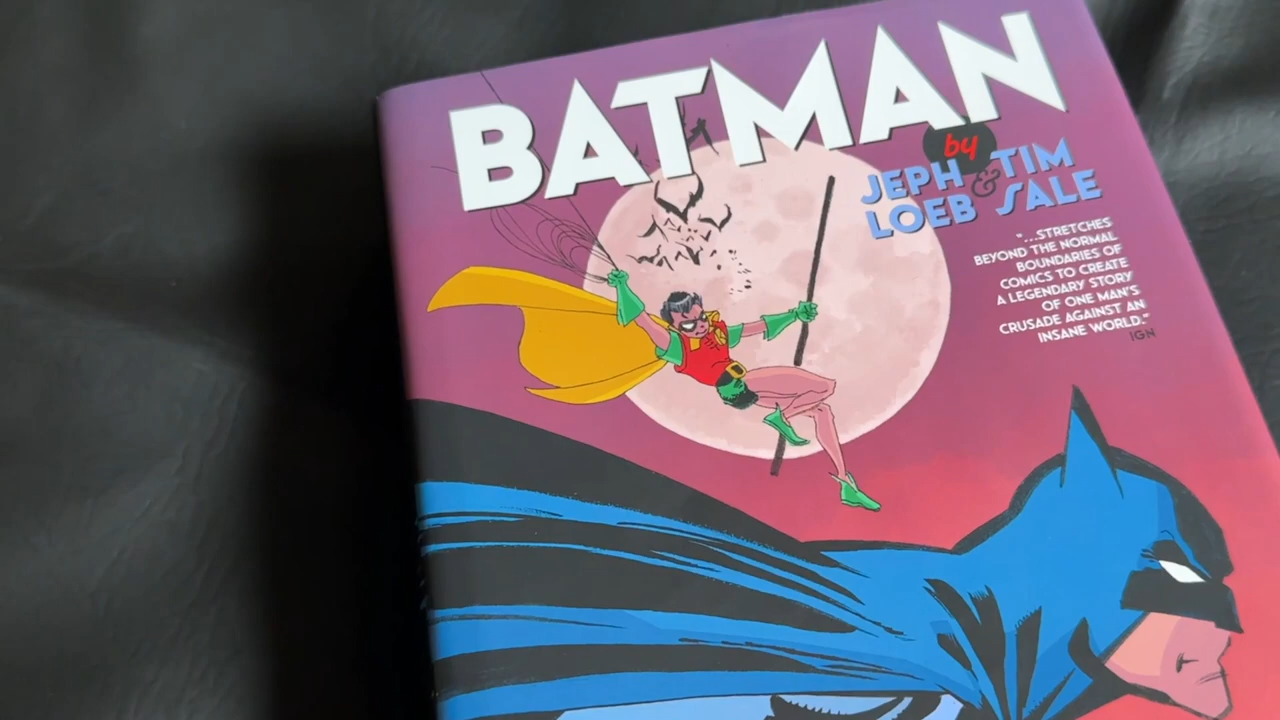 BATMAN
by
JEPH & TIM
LOEB SALE
"...STRETCHES
BEYOND THE NORMAL
BOUNDARIES OF
COMICS TO CREATE
A LEGENDARY STORY
OF ONE MAN'S
CRUSADE AGAINST AN
INSANE WORLD."
IGN